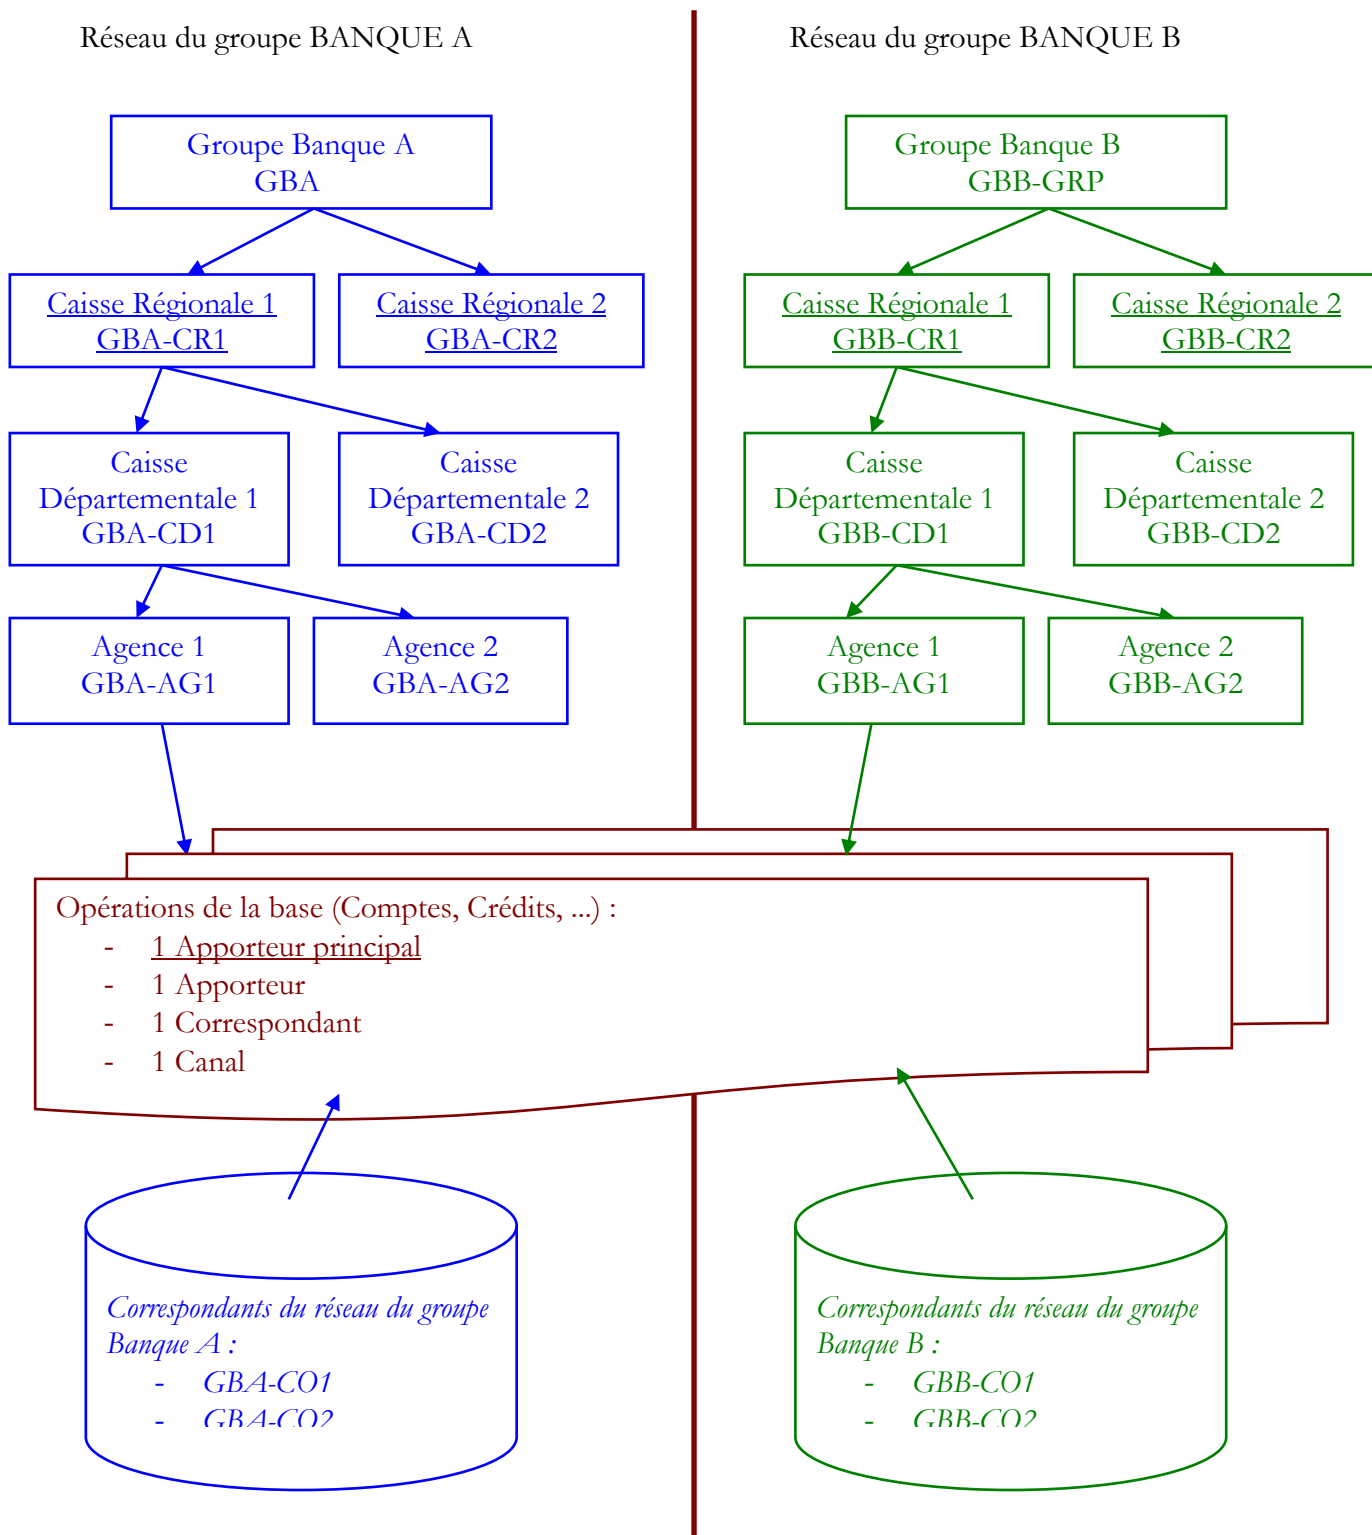 Réseau du groupe BANQUE A
Réseau du groupe BANQUE B
Groupe Banque A
GBA
Groupe Banque B
GBB-GRP
Caisse Régionale 1
GBA-CR1
Caisse Régionale 2
GBA-CR2
Caisse Régionale 1
GBB-CR1
Caisse Régionale 2
GBB-CR2
Caisse
Départementale 1
GBA-CD1
Caisse
Départementale 2
GBA-CD2
Caisse
Départementale 1
GBB-CD1
Caisse
Départementale 2
GBB-CD2
Agence 1
GBA-AG1
Agence 2
GBA-AG2
Agence 1
GBB-AG1
Agence 2
GBB-AG2
Opérations de la base (Comptes, Crédits, ...) :
- 1 Apporteur principal
- 1 Apporteur
- 1 Correspondant
- 1 Canal
Correspondants du réseau du groupe
Banque A :
- GBA-CO1
- GBA-CO2
Correspondants du réseau du groupe
Banque B :
- GBB-CO1
- GBB-CO2